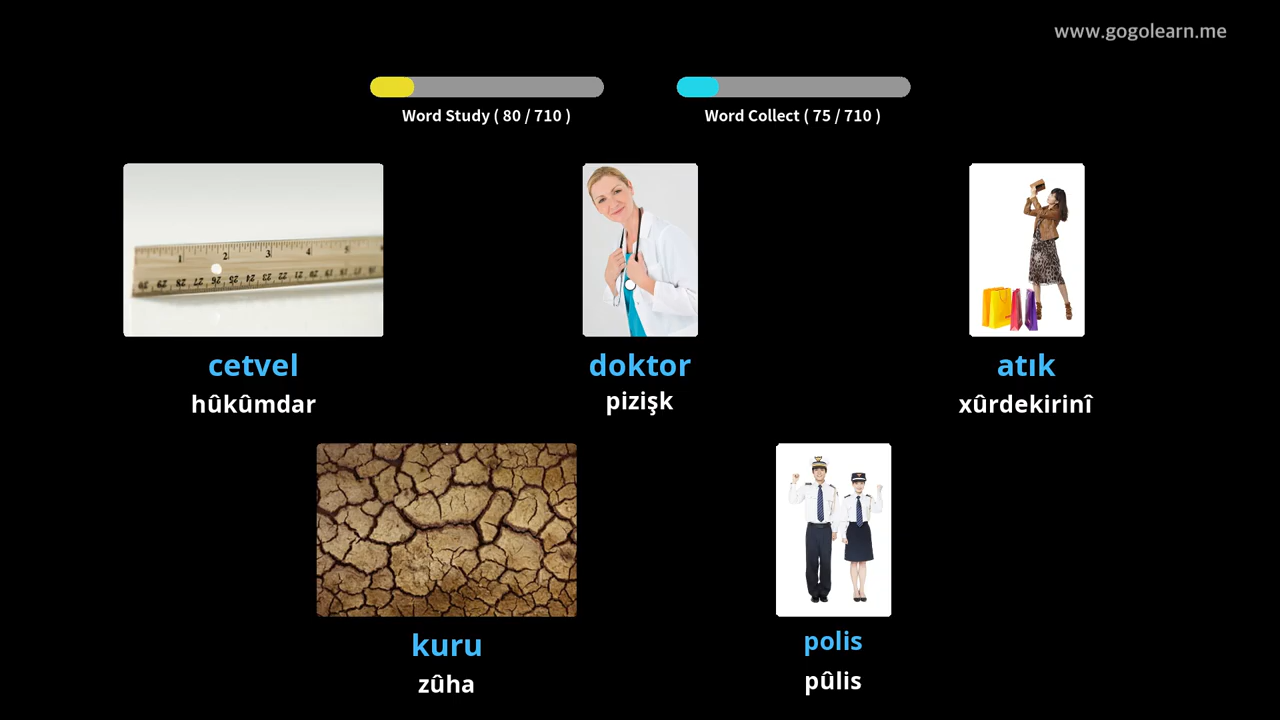 www.gogolearn.me
Word Study ( 80 / 710 )
Word Collect ( 75 / 710 )
cetvel
hûkûmdar
doktor
pizişk
atık
xûrdekirinî
kuru
zûha
polis
pûlis